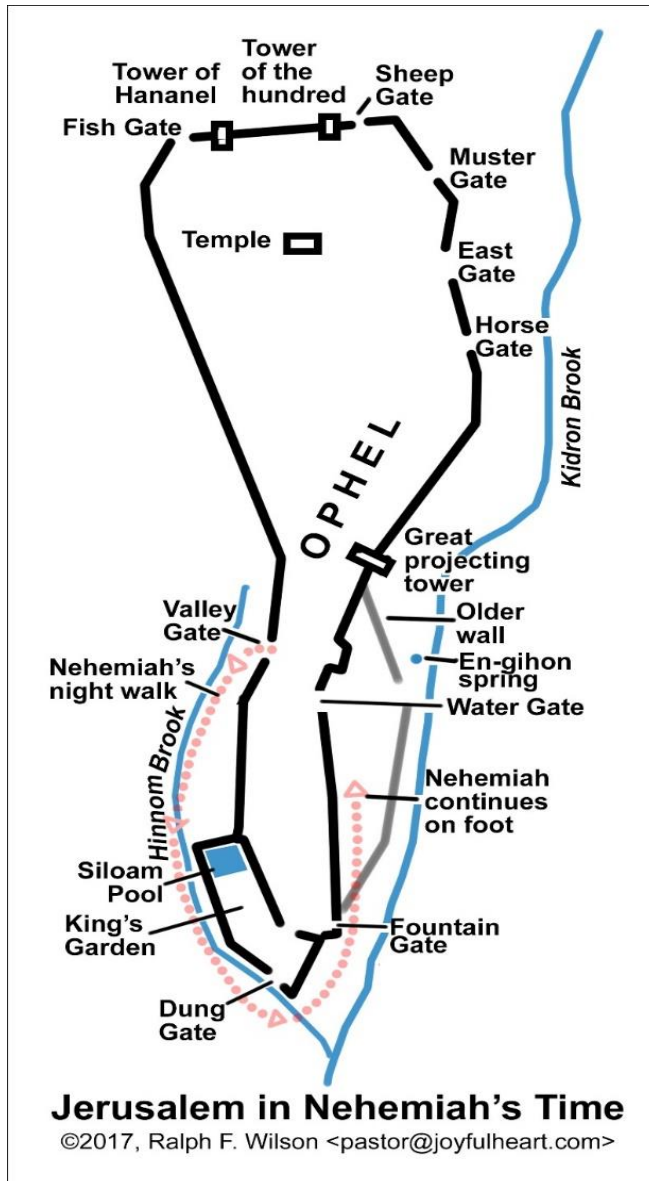 Tower of
Hananel
Tower
of the
hundred
Sheep
Gate
Fish Gate
Muster
Gate
Temple
East
Gate
Horse
Gate
Kidron Brook
OPHEL
Great
projecting
tower
Valley
Gate
Older
wall
Nehemiah's
night walk
En-gihon
spring
Water Gate
Hinnom Brook
Nehemiah
continues
on foot
Siloam
Pool
King's
Garden
Fountain
Gate
Dung
Gate
Jerusalem in Nehemiah's Time
©2017, Ralph F. Wilson <pastor@joyfulheart.com>